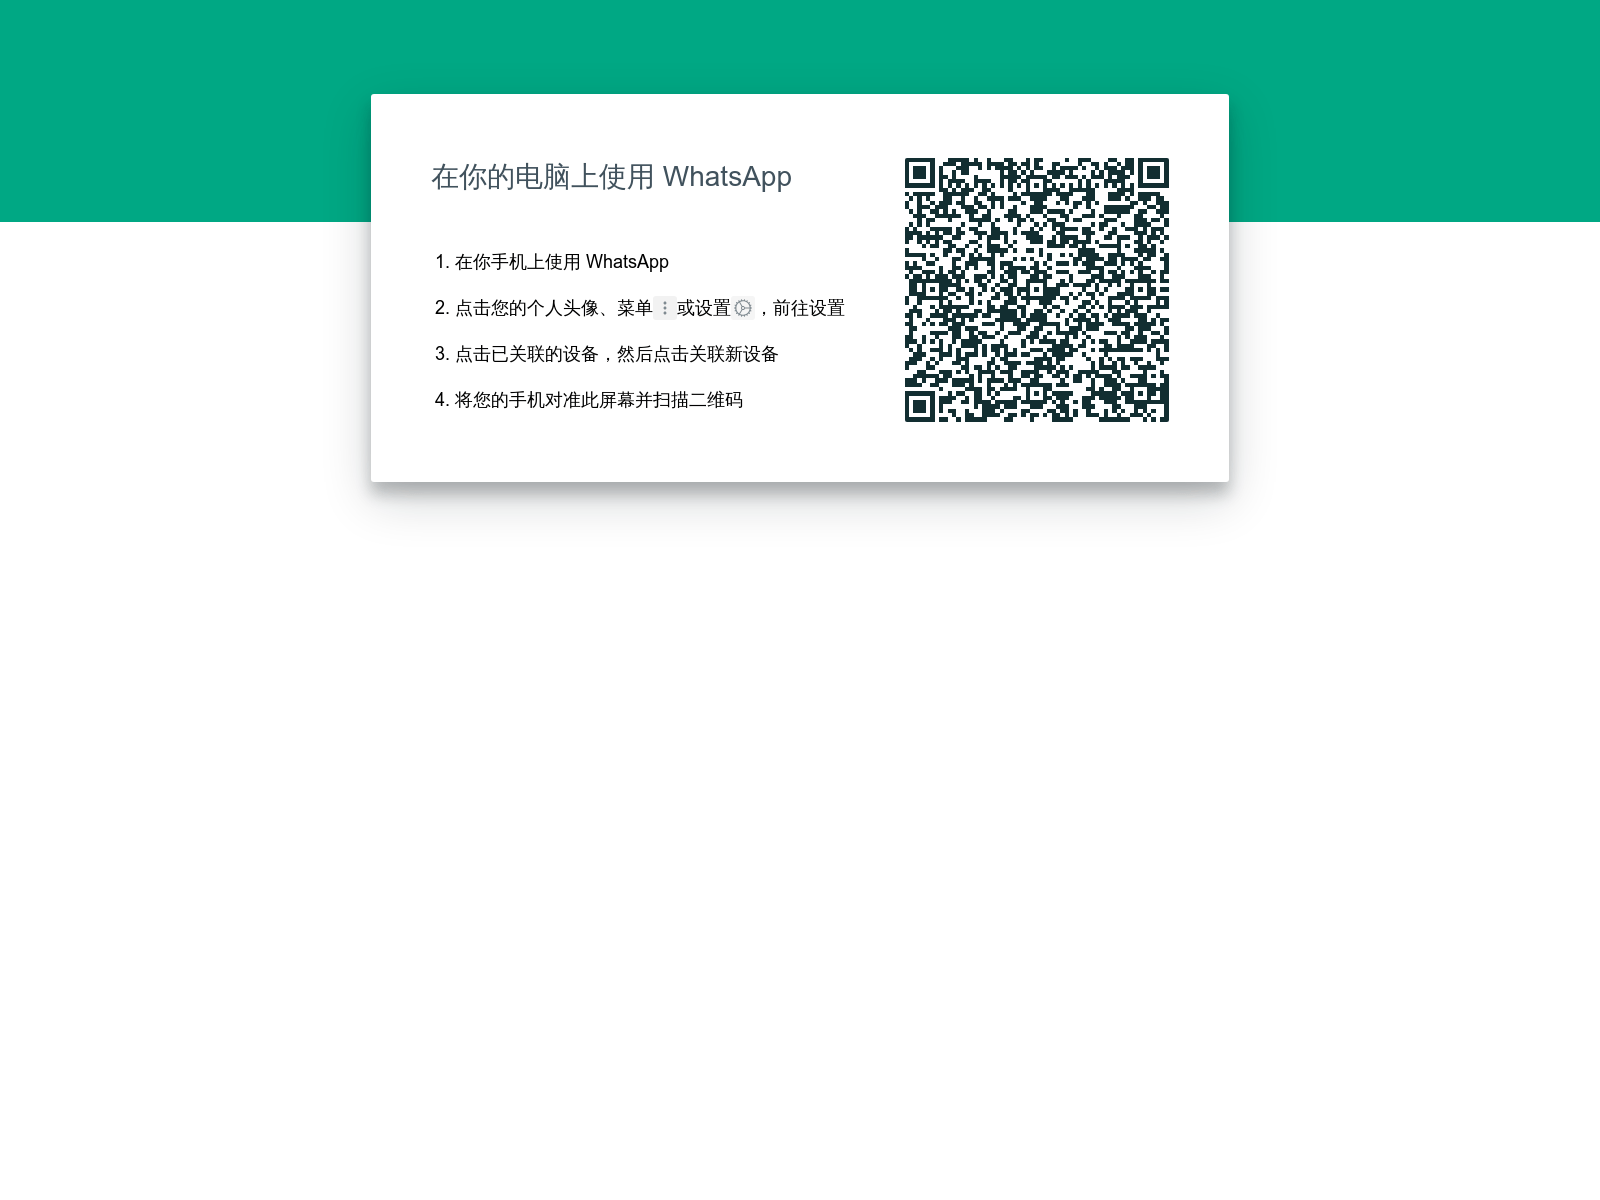 在你的电脑上使用 WhatsApp
1. 在你手机上使用 WhatsApp
2. 点击您的个人头像、菜单或设置，前往设置
3. 点击已关联的设备，然后点击关联新设备
4. 将您的手机对准此屏幕并扫描二维码